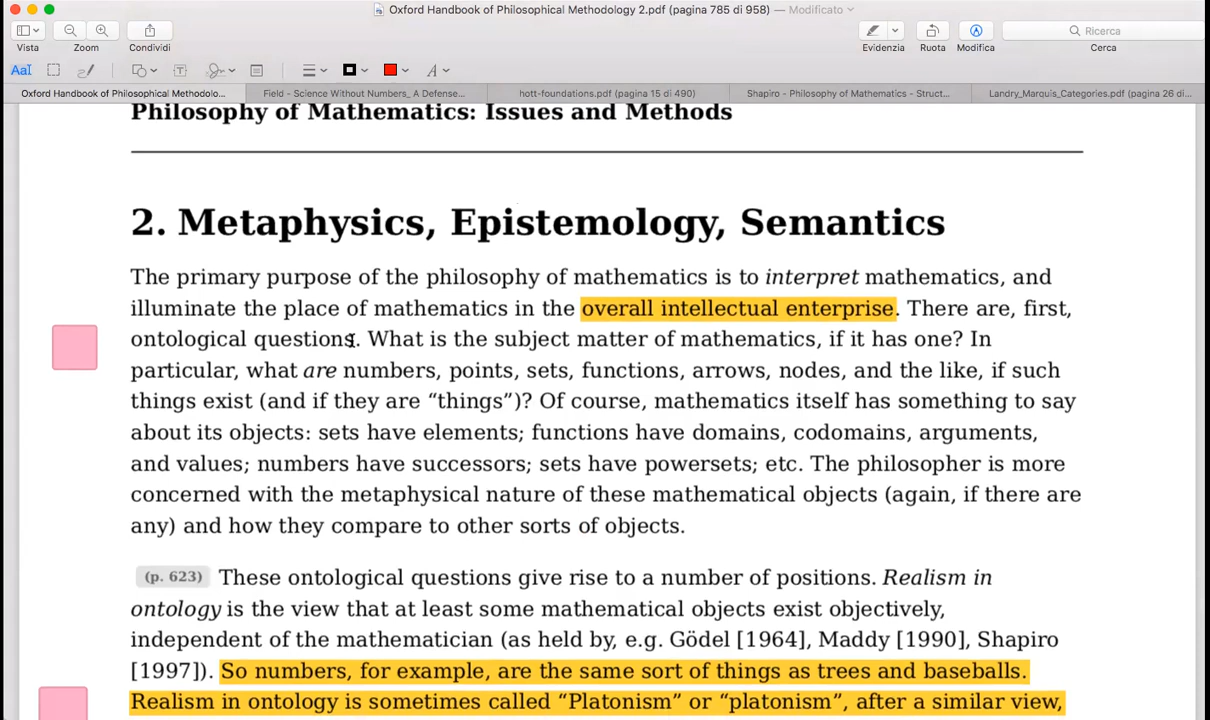 Oxford Handbook of Philosophical Methodology 2.pdf (pagina 785 di 958) — Modificato
Vista
Zoom
Condividi
Evidenzia
Ruota
Modifica
Ricerca
Cerca
AaI
Oxford Handbook of Philosophical Methodolo...
Field - Science Without Numbers_ A Defense...
hott-foundations.pdf (pagina 15 di 490)
Shapiro - Philosophy of Mathematics - Struct...
Landry_Marquis_Categories.pdf (pagina 26 di...
Philosophy of Mathematics: Issues and Methods
2. Metaphysics, Epistemology, Semantics
The primary purpose of the philosophy of mathematics is to interpret mathematics, and
illuminate the place of mathematics in the overall intellectual enterprise. There are, first,
ontological questions. What is the subject matter of mathematics, if it has one? In
particular, what are numbers, points, sets, functions, arrows, nodes, and the like, if such
things exist (and if they are “things”)? Of course, mathematics itself has something to say
about its objects: sets have elements; functions have domains, codomains, arguments,
and values; numbers have successors; sets have powersets; etc. The philosopher is more
concerned with the metaphysical nature of these mathematical objects (again, if there are
any) and how they compare to other sorts of objects.
(p. 623) These ontological questions give rise to a number of positions. Realism in
ontology is the view that at least some mathematical objects exist objectively,
independent of the mathematician (as held by, e.g. Gödel [1964], Maddy [1990], Shapiro
[1997]). So numbers, for example, are the same sort of things as trees and baseballs.
Realism in ontology is sometimes called “Platonism” or “platonism”, after a similar view,